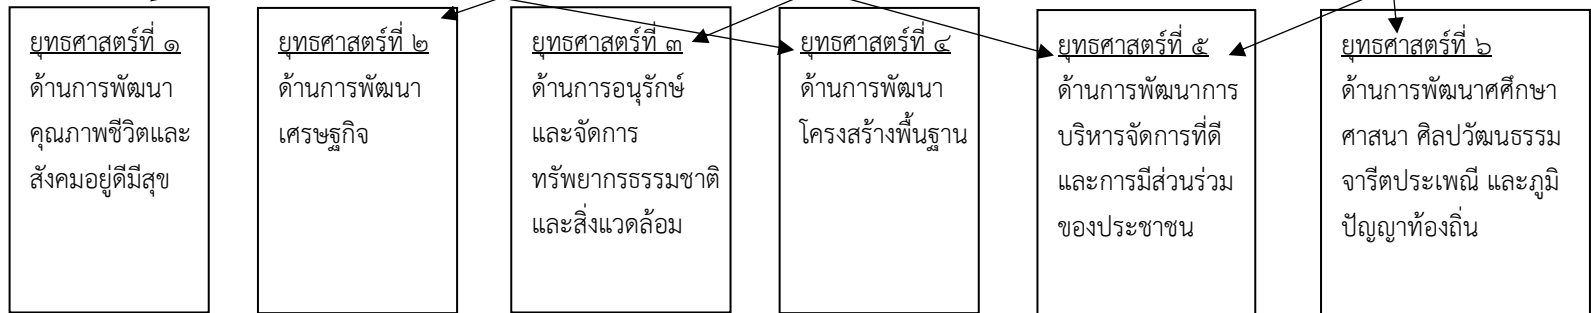 ยุทธศาสตร์ที่ ๑
ด้านการพัฒนา
คุณภาพชีวิตและ
สังคมอยู่ดีมีสุข
ยุทธศาสตร์ที่ ๒
ด้านการพัฒนา
เศรษฐกิจ
ยุทธศาสตร์ที่ ๓
ด้านการอนุรักษ์
และจัดการ
ทรัพยากรธรรมชาติ
และสิ่งแวดล้อม
ยุทธศาสตร์ที่ ๔
ด้านการพัฒนา
โครงสร้างพื้นฐาน
ยุทธศาสตร์ที่ ๕
ด้านการพัฒนาการ
บริหารจัดการที่ดี
และการมีส่วนร่วม
ของประชาชน
ยุทธศาสตร์ที่ ๖
ด้านการพัฒนาศศึกษา
ศาสนา ศิลปวัฒนธรรม
จารีตประเพณี และภูมิ
ปัญญาท้องถิ่น